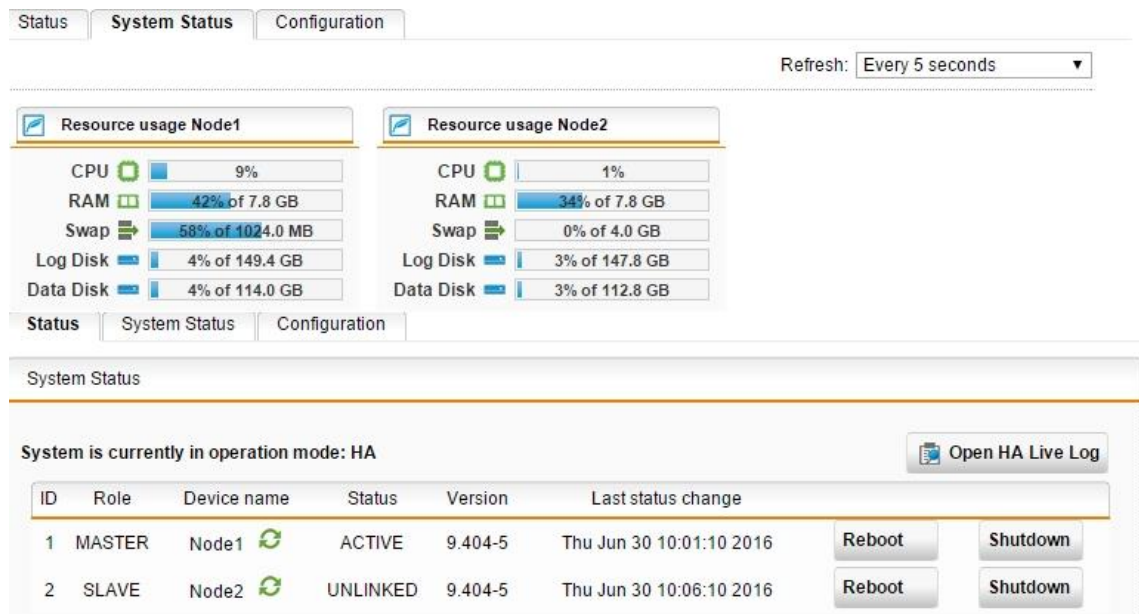 Status System Status Configuration
Refresh: Every 5 seconds
Resource usage Node1 Resource usage Node2
CPU 9% CPU 1%
RAM 42% of 7.8 GB RAM 34% of 7.8 GB
Swap 58% of 1024.0 MB Swap 0% of 4.0 GB
Log Disk 4% of 149.4 GB Log Disk 3% of 147.8 GB
Data Disk 4% of 114.0 GB Data Disk 3% of 112.8 GB
Status System Status Configuration
System Status
System is currently in operation mode: HA Open HA Live Log
ID Role Device name Status Version Last status change
1 MASTER Node1 ACTIVE 9.404-5 Thu Jun 30 10:01:10 2016 Reboot Shutdown
2 SLAVE Node2 UNLINKED 9.404-5 Thu Jun 30 10:06:10 2016 Reboot Shutdown